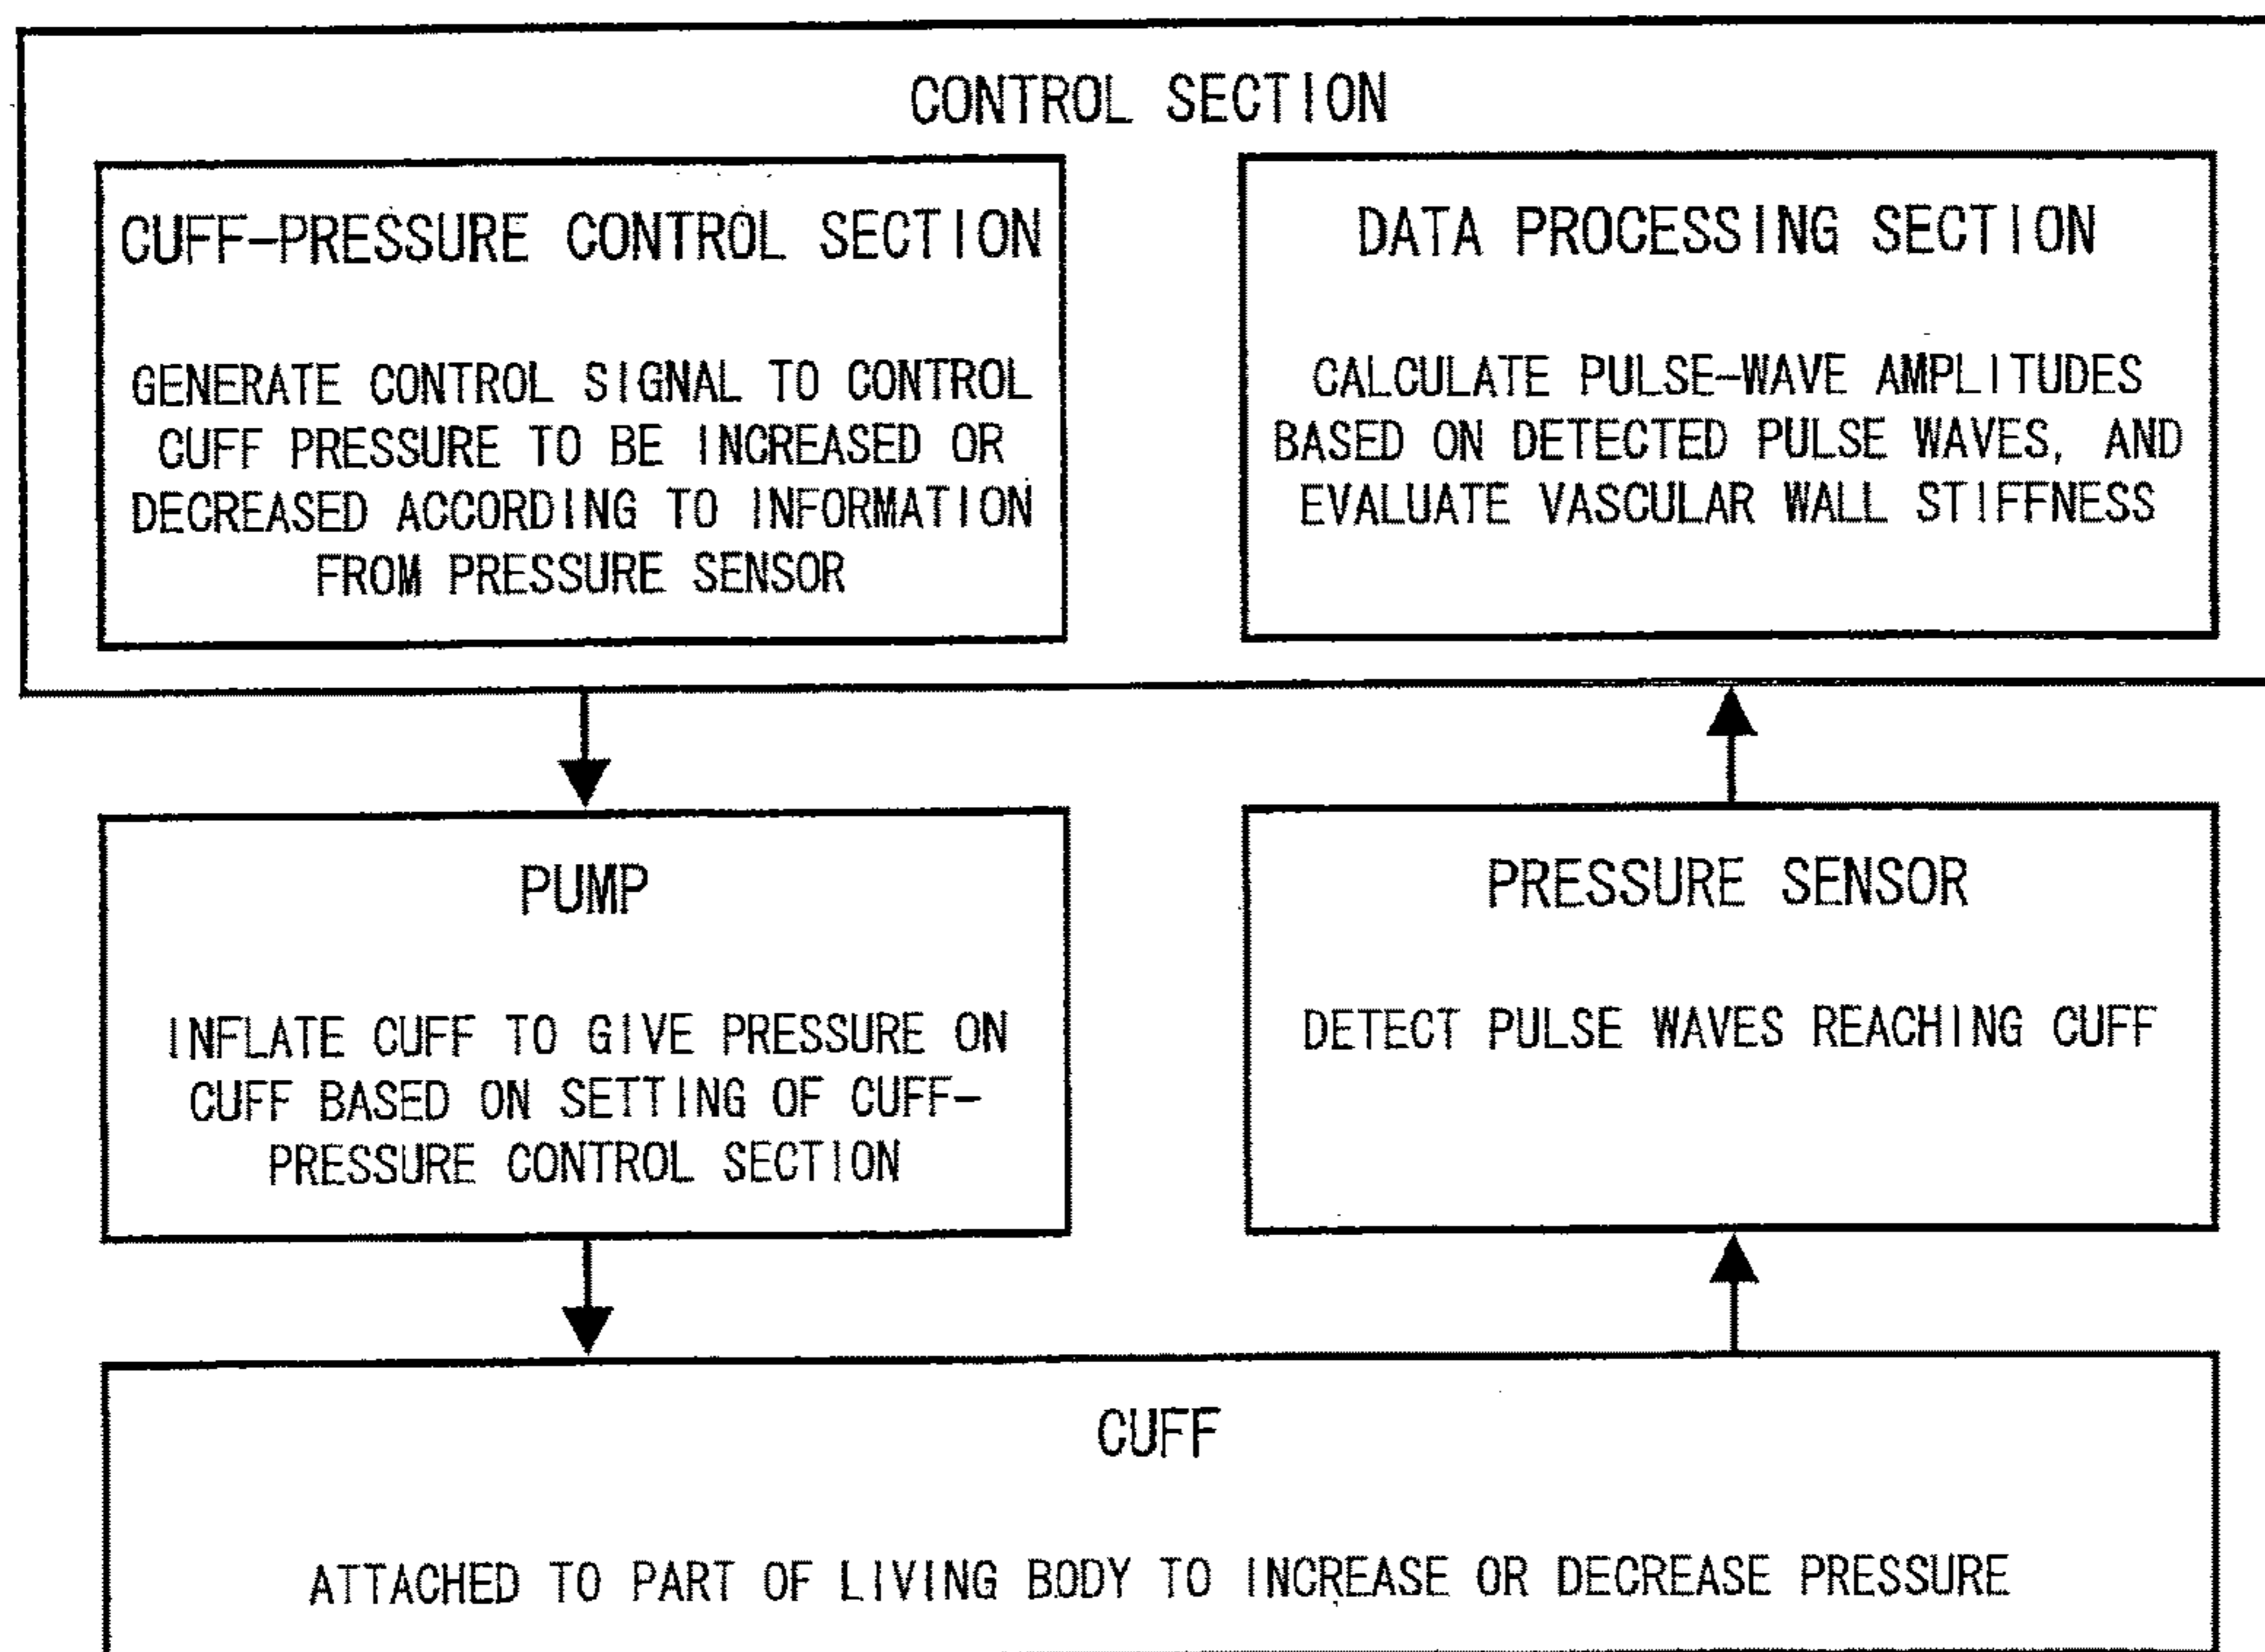 CONTROL SECTION
CUFF-PRESSURE CONTROL SECTION
GENERATE CONTROL SIGNAL TO CONTROL
CUFF PRESSURE TO BE INCREASED OR
DECREASED ACCORDING TO INFORMATION
FROM PRESSURE SENSOR
DATA PROCESSING SECTION
CALCULATE PULSE-WAVE AMPLITUDES
BASED ON DETECTED PULSE WAVES, AND
EVALUATE VASCULAR WALL STIFFNESS
PUMP
INFLATE CUFF TO GIVE PRESSURE ON
CUFF BASED ON SETTING OF CUFF-
PRESSURE CONTROL SECTION
PRESSURE SENSOR
DETECT PULSE WAVES REACHING CUFF
CUFF
ATTACHED TO PART OF LIVING BODY TO INCREASE OR DECREASE PRESSURE